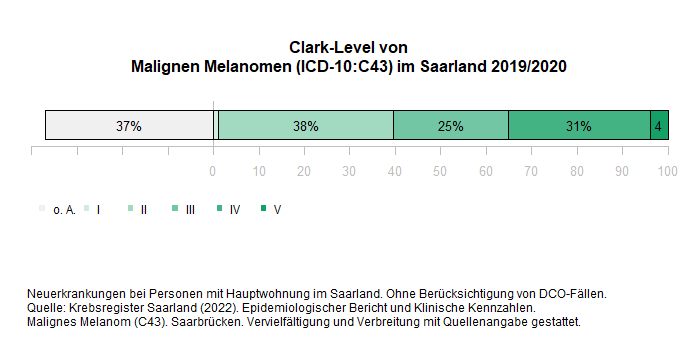 Clark-Level von
Malignen Melanomen (ICD-10:C43) im Saarland 2019/2020
37% 38% 25% 31% 4
0 10 20 30 40 50 60 70 80 90 100
o. A. I II III IV V
Neuerkrankungen bei Personen mit Hauptwohnung im Saarland. Ohne Berücksichtigung von DCO-Fällen.
Quelle: Krebsregister Saarland (2022). Epidemiologischer Bericht und Klinische Kennzahlen.
Malignes Melanom (C43). Saarbrücken. Vervielfältigung und Verbreitung mit Quellenangabe gestattet.